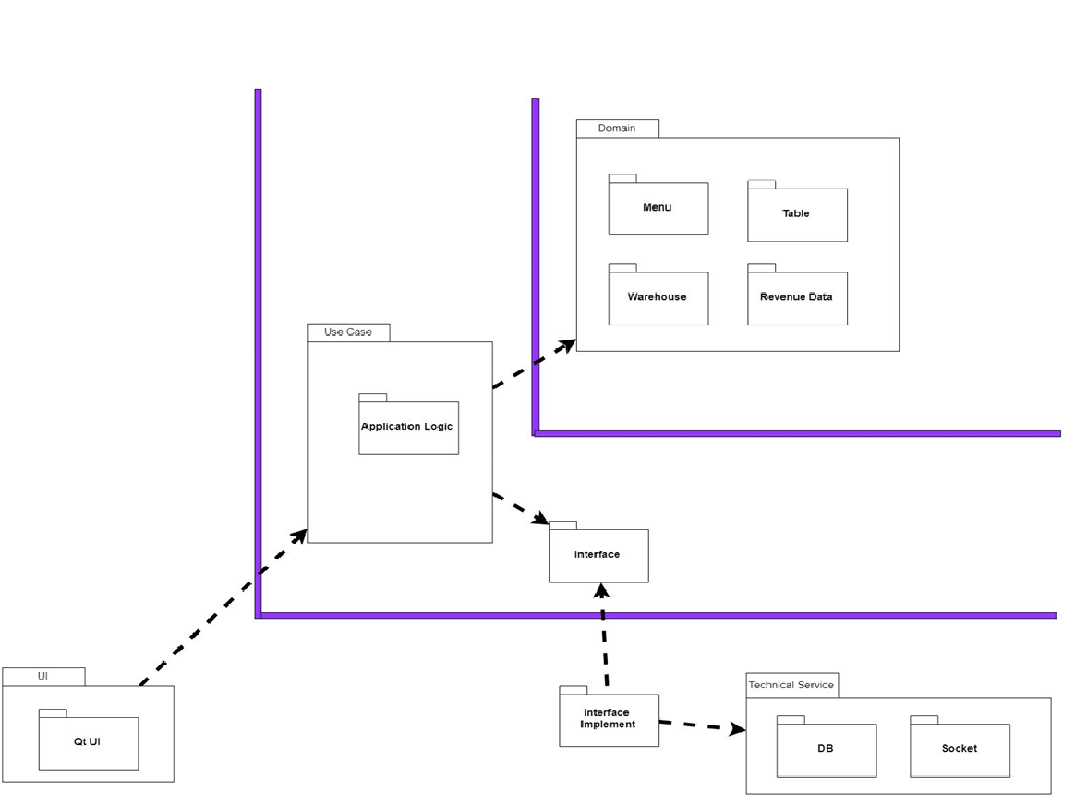 Domain
Menu
Table
Warehouse
Revenue Data
Use Case
Application Logic
Interface
UI
Qt UI
Interface
Implement
Technical Service
DB
Socket